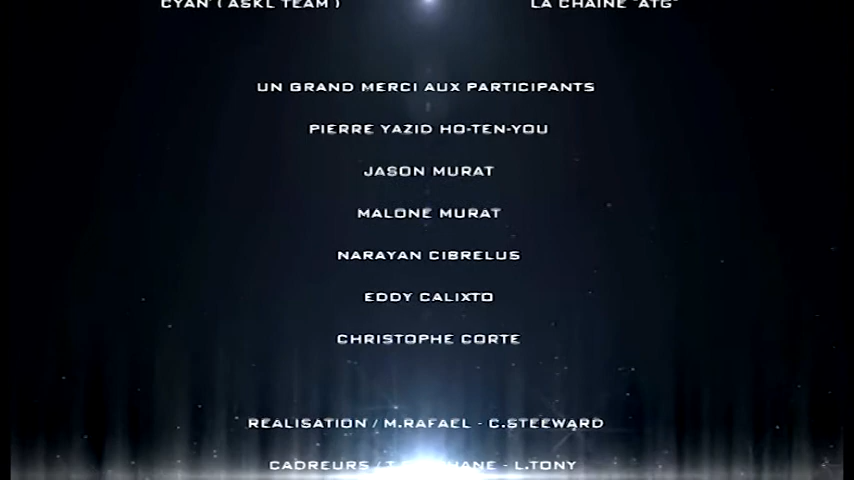 CYAN ( ASKL TEAM ) LA CHAINE "ATG"
UN GRAND MERCI AUX PARTICIPANTS
PIERRE YAZID HO-TEN-YOU
JASON MURAT
MALONE MURAT
NARAYAN CIBRELUS
EDDY CALIXTO
CHRISTOPHE CORTE
REALISATION / M.RAFAEL - C.STEEWARD
CADREURS / - L.TONY